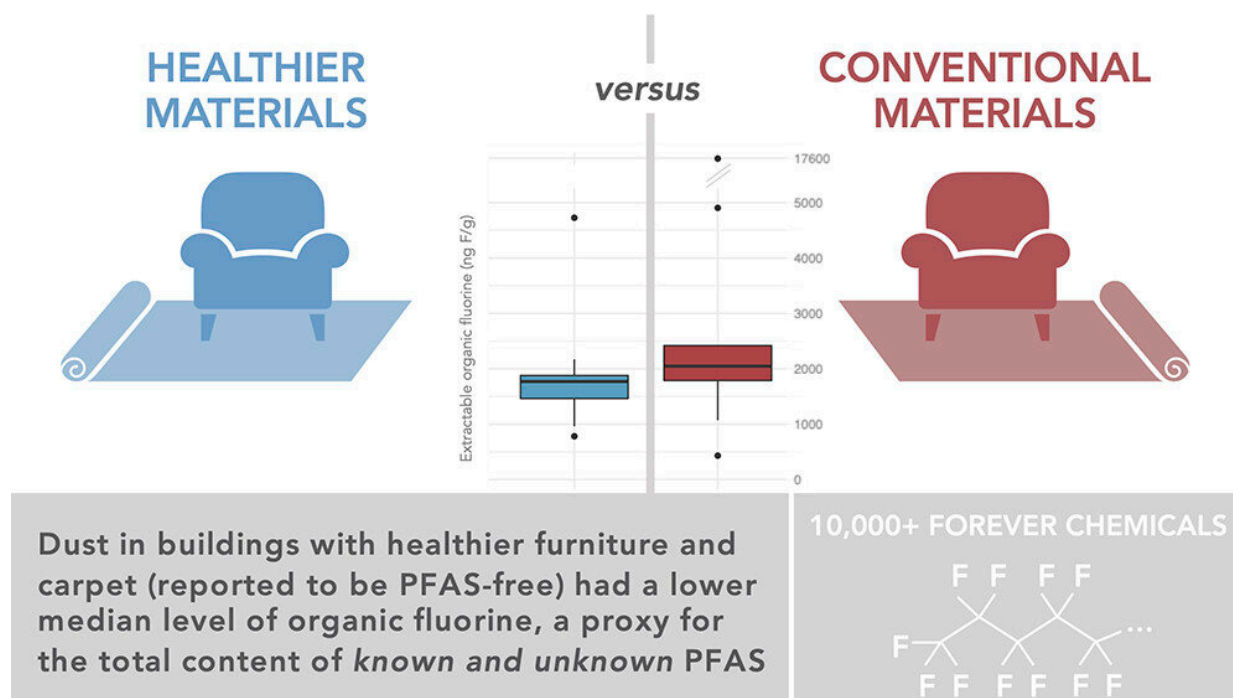 HEALTHIER
MATERIALS
versus
CONVENTIONAL
MATERIALS
Extractable organic fluorine (ng F/g)
17600
5000
4000
3000
2000
1000
0
Dust in buildings with healthier furniture and
carpet (reported to be PFAS-free) had a lower
median level of organic fluorine, a proxy for
the total content of known and unknown PFAS
10,000+ FOREVER CHEMICALS
F F F F
F ...
F F F F F F